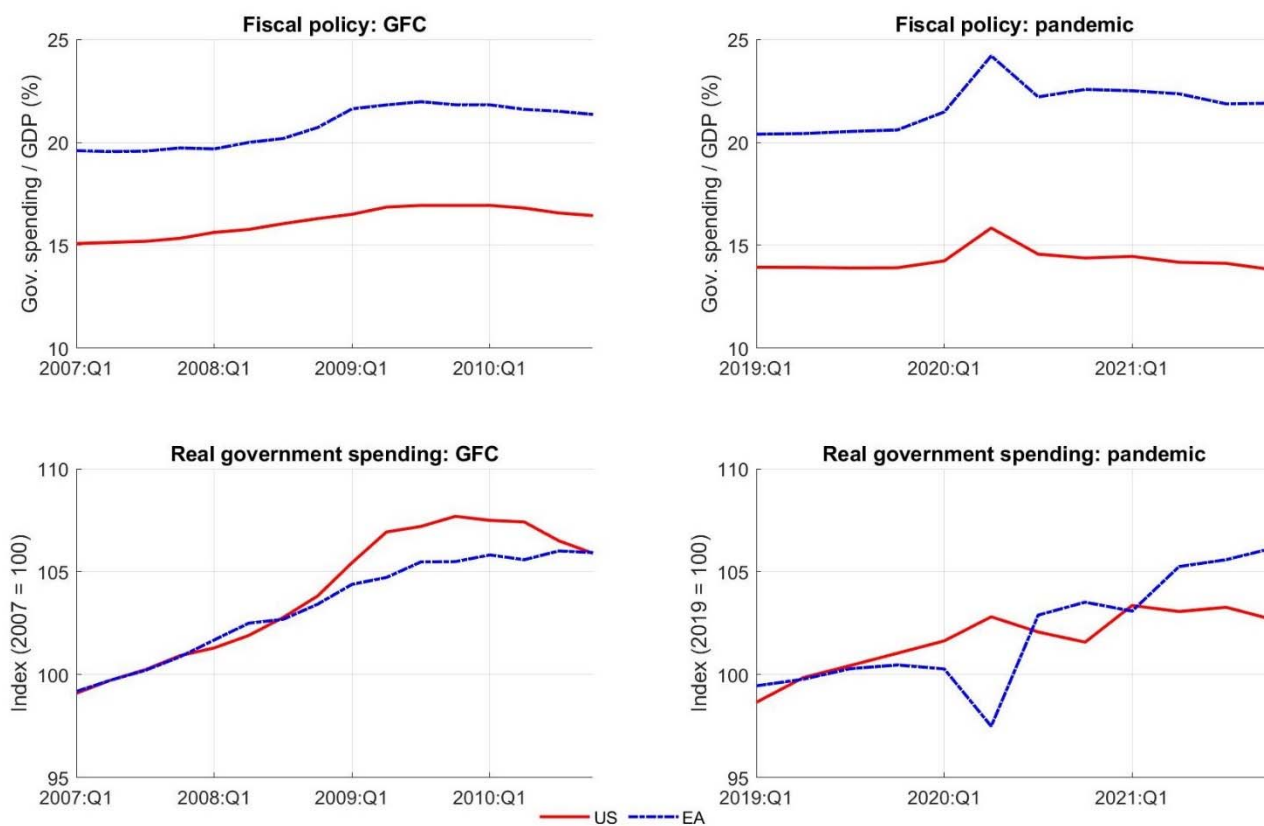 Fiscal policy: GFC
Gov. spending / GDP (%)
25
20
15
10
2007:Q1 2008:Q1 2009:Q1 2010:Q1
Fiscal policy: pandemic
Gov. spending / GDP (%)
25
20
15
10
2019:Q1 2020:Q1 2021:Q1
Real government spending: GFC
Index (2007 = 100)
110
105
100
95
2007:Q1 2008:Q1 2009:Q1 2010:Q1
Real government spending: pandemic
Index (2019 = 100)
110
105
100
95
2019:Q1 2020:Q1 2021:Q1
US EA